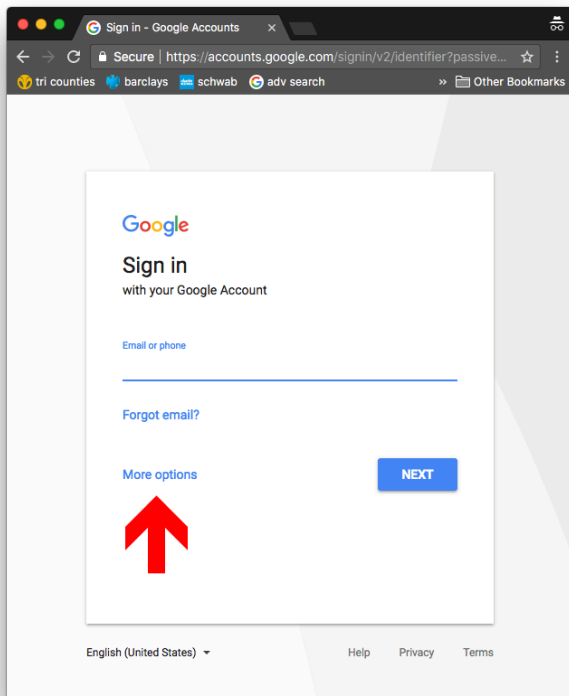 Sign in - Google Accounts
Secure | https://accounts.google.com/signin/v2/identifier?passive...
tri counties barclays schwab adv search » Other Bookmarks
Google
Sign in
with your Google Account
Email or phone
Forgot email?
More options NEXT
English (United States) Help Privacy Terms